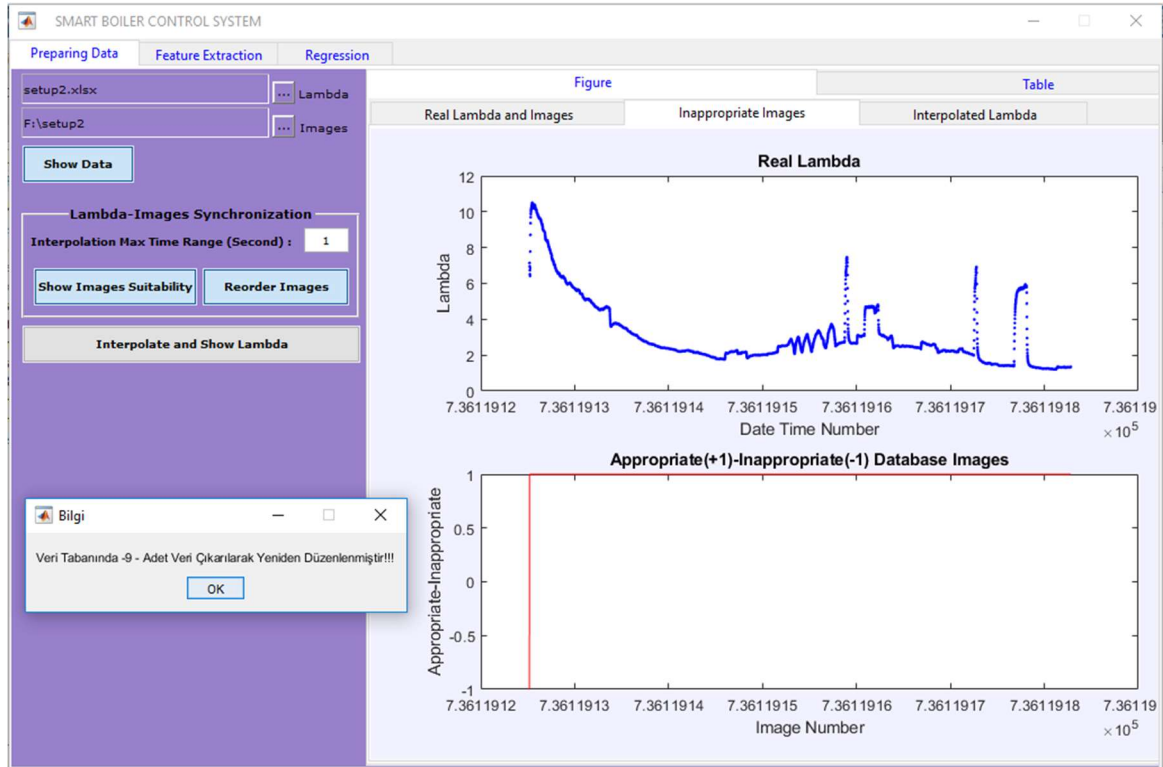 SMART BOILER CONTROL SYSTEM
Preparing Data Feature Extraction Regression
setup2.xlsx ... Lambda
F:\setup2 ... Images
Show Data
Lambda-Images Synchronization
Interpolation Max Time Range (Second) : 1
Show Images Suitability Reorder Images
Interpolate and Show Lambda
Figure Table
Real Lambda and Images Inappropriate Images Interpolated Lambda
Real Lambda
Lambda
12
10
8
6
4
2
0
7.3611912 7.3611913 7.3611914 7.3611915 7.3611916 7.3611917 7.3611918 7.36119
Date Time Number
× 10^5
Appropriate(+1)-Inappropriate(-1) Database Images
Appropriate-Inappropriate
1
0.5
0
-0.5
-1
7.3611912 7.3611913 7.3611914 7.3611915 7.3611916 7.3611917 7.3611918 7.36119
Image Number
× 10^5
Bilgi
Veri Tabanında -9 - Adet Veri Çıkarılarak Yeniden Düzenlenmiştir!!!
OK